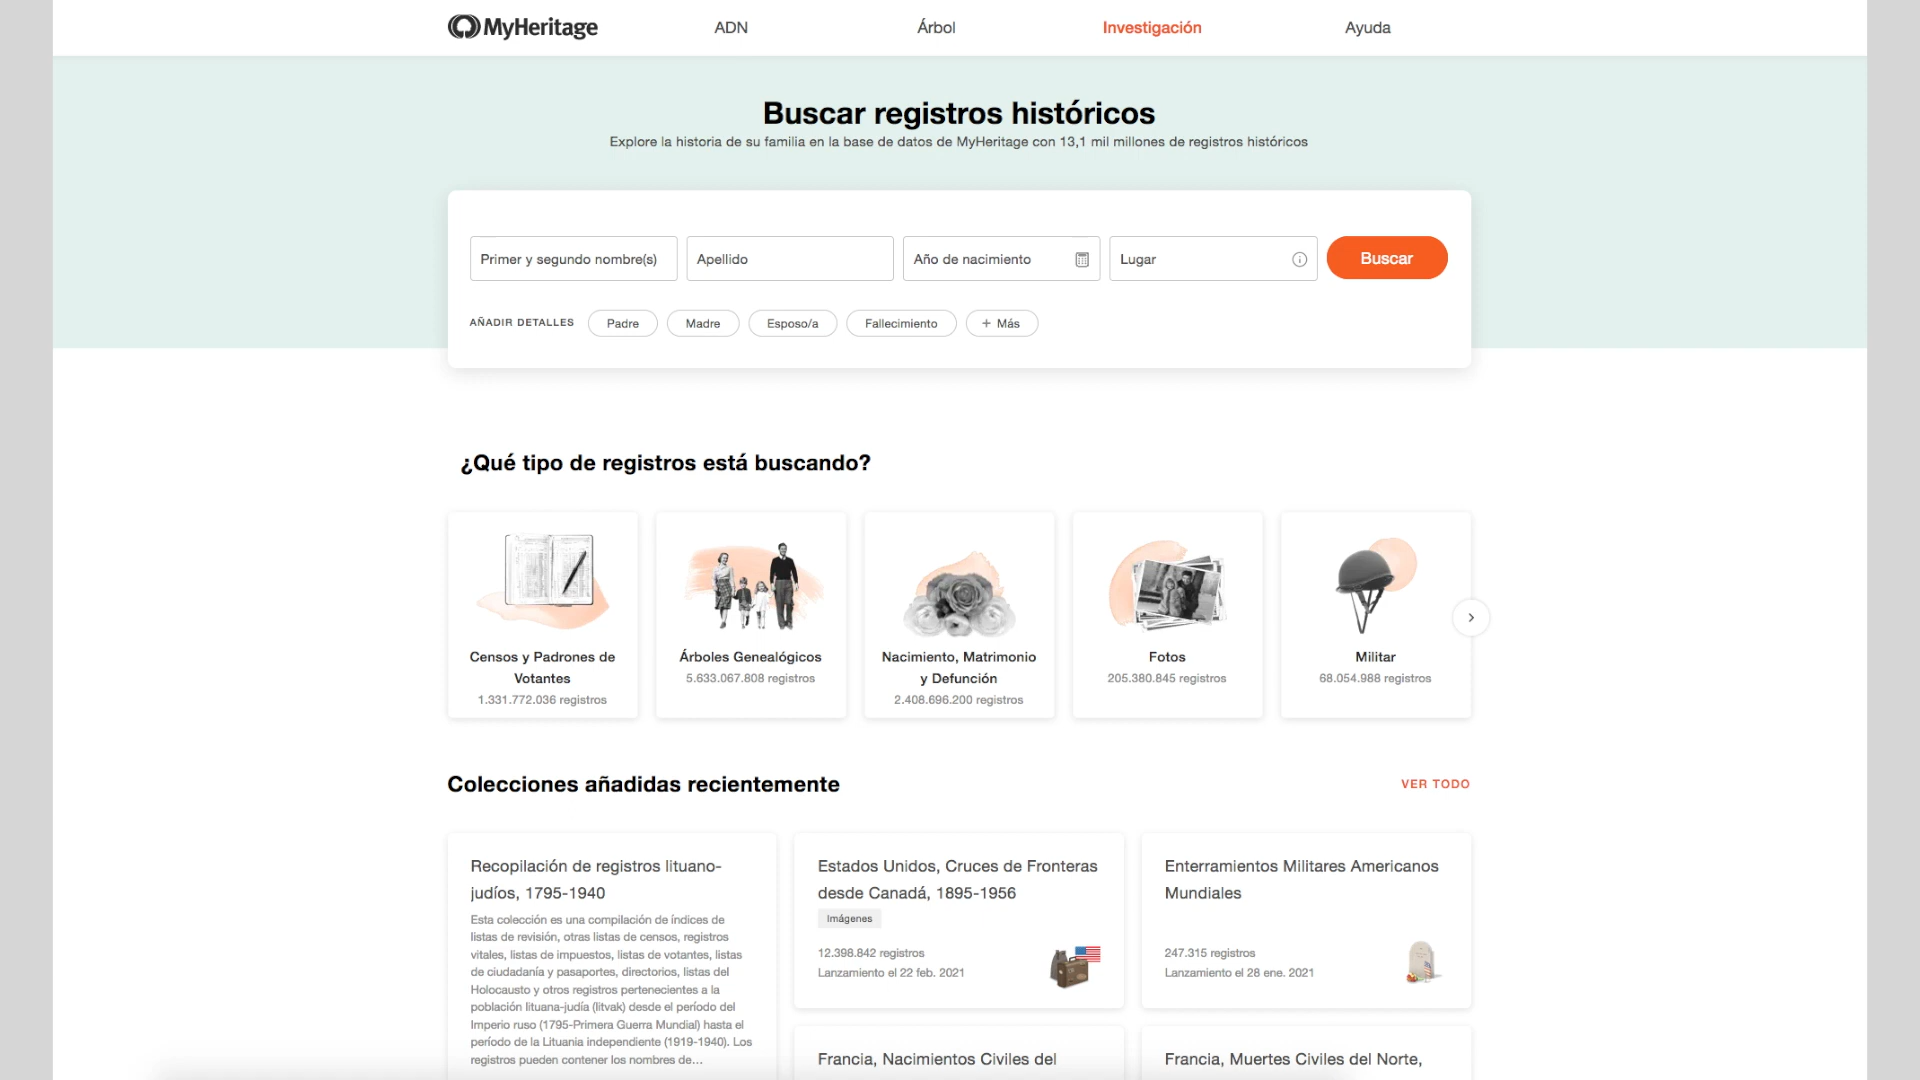 MyHeritage
ADN
Árbol
Investigación
Ayuda
Buscar registros históricos
Explore la historia de su familia en la base de datos de MyHeritage con 13,1 mil millones de registros históricos
Primer y segundo nombre(s)
Apellido
Año de nacimiento
Lugar
Buscar
AÑADIR DETALLES
Padre
Madre
Esposo/a
Fallecimiento
+ Más
¿Qué tipo de registros está buscando?
Censos y Padrones de
Votantes
1.331.772.036 registros
Árboles Genealógicos
5.633.067.808 registros
Nacimiento, Matrimonio
y Defunción
2.408.696.200 registros
Fotos
205.380.845 registros
Militar
68.054.988 registros
Colecciones añadidas recientemente
VER TODO
Recopilación de registros lituano-
judíos, 1795-1940
Esta colección es una compilación de índices de
listas de revisión, otras listas de censos, registros
vitales, listas de impuestos, listas de votantes, listas
de ciudadanía y pasaportes, directorios, listas del
Holocausto y otros registros pertenecientes a la
población lituana-judía (litvak) desde el período del
Imperio ruso (1795-Primera Guerra Mundial) hasta el
período de la Lituania independiente (1919-1940). Los
registros pueden contener los nombres de...
Estados Unidos, Cruces de Fronteras
desde Canadá, 1895-1956
Imágenes
12.398.842 registros
Lanzamiento el 22 feb. 2021
Enterramientos Militares Americanos
Mundiales
247.315 registros
Lanzamiento el 28 ene. 2021
Francia, Nacimientos Civiles del
Francia, Muertes Civiles del Norte,